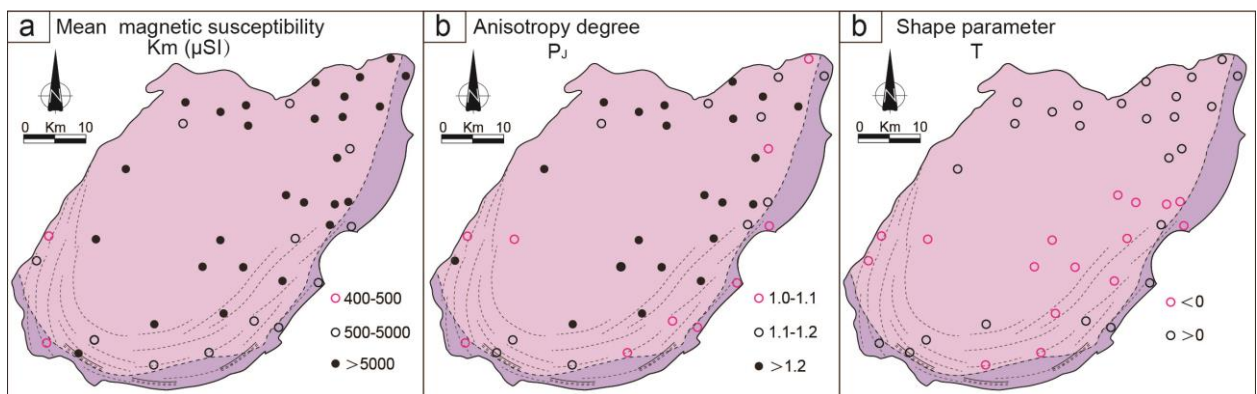 a
Mean magnetic susceptibility
Km (μSI)
N
0 Km 10
400-500
500-5000
>5000
b
Anisotropy degree
PJ
N
0 Km 10
1.0-1.1
1.1-1.2
>1.2
b
Shape parameter
T
N
0 Km 10
<0
>0